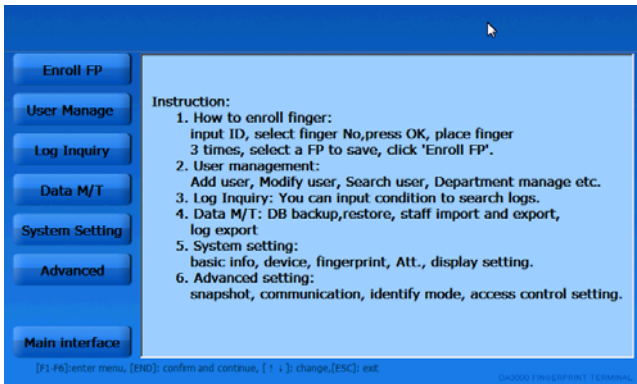 Enroll FP
User Manage
Log Inquiry
Data M/T
System Setting
Advanced
Main interface
Instruction:
1. How to enroll finger:
input ID, select finger No,press OK, place finger
3 times, select a FP to save, click 'Enroll FP'.
2. User management:
Add user, Modify user, Search user, Department manage etc.
3. Log Inquiry: You can input condition to search logs.
4. Data M/T: DB backup,restore, staff import and export,
log export
5. System setting:
basic info, device, fingerprint, Att., display setting.
6. Advanced setting:
snapshot, communication, identify mode, access control setting.
[F1-F6]:enter menu, [END]: confirm and continue, [ ↑ ↓ ]: change,[ESC]: exit
OA3000 FINGERPRINT TERMINAL